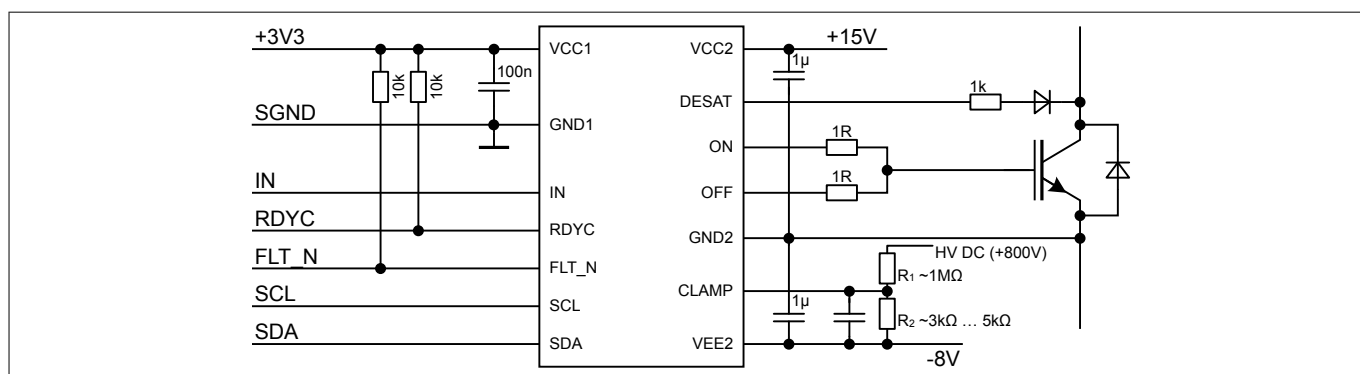 +3V3
SGND
IN
RDYC
FLT_N
SCL
SDA
10k
10k
100n
VCC1
GND1
IN
RDYC
FLT_N
SCL
SDA
VCC2
DESAT
ON
OFF
GND2
CLAMP
VEE2
+15V
1µ
1k
1R
1R
HV DC (+800V)
R₁ ~1MΩ
1µ
R₂ ~3kΩ … 5kΩ
-8V